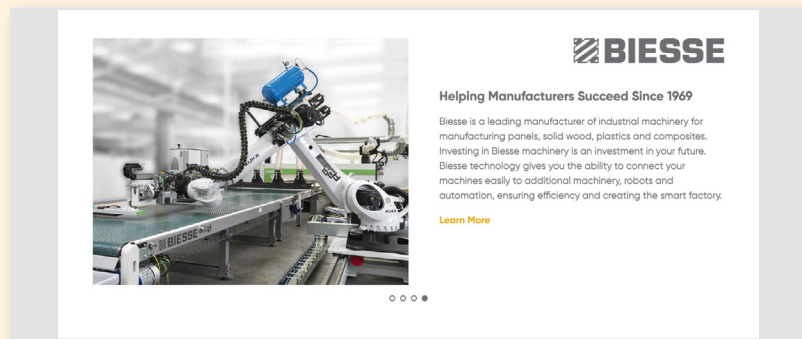 BIESSE
Helping Manufacturers Succeed Since 1969
Biesse is a leading manufacturer of industrial machinery for
manufacturing panels, solid wood, plastics and composites.
Investing in Biesse machinery is an investment in your future.
Biesse technology gives you the ability to connect your
machines easily to additional machinery, robots and
automation, ensuring efficiency and creating the smart factory.
Learn More
KUKA
BIESSE